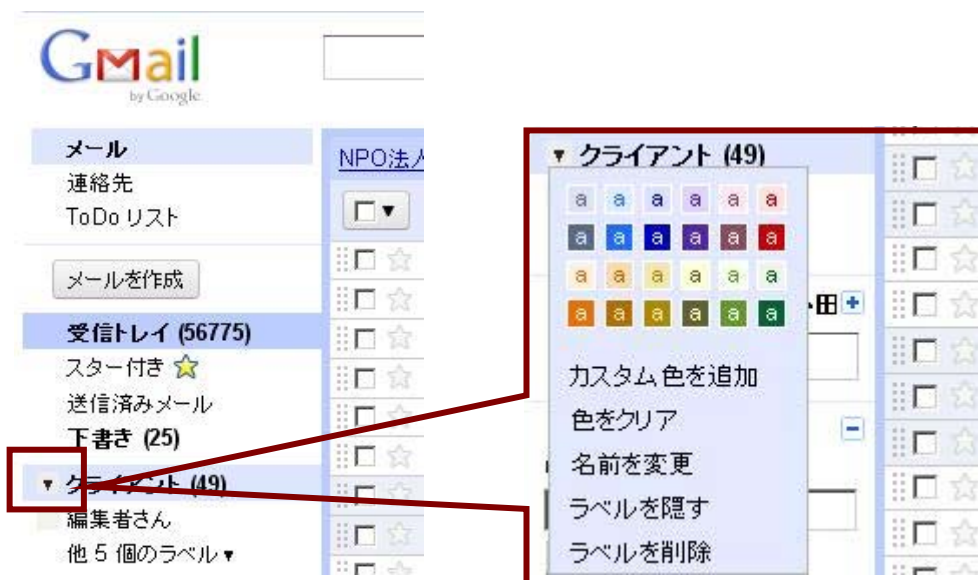 Gmail
by Google
メール
連絡先
ToDo リスト
メールを作成
受信トレイ (56775)
スター付き
送信済みメール
下書き (25)
クライアント (49)
編集者さん
他 5 個のラベル ▼
NPO法人
▼ クライアント (49)
a a a a a a
a a a a a a
a a a a a a
a a a a a a
カスタム色を追加
色をクリア
名前を変更
ラベルを隠す
ラベルを削除